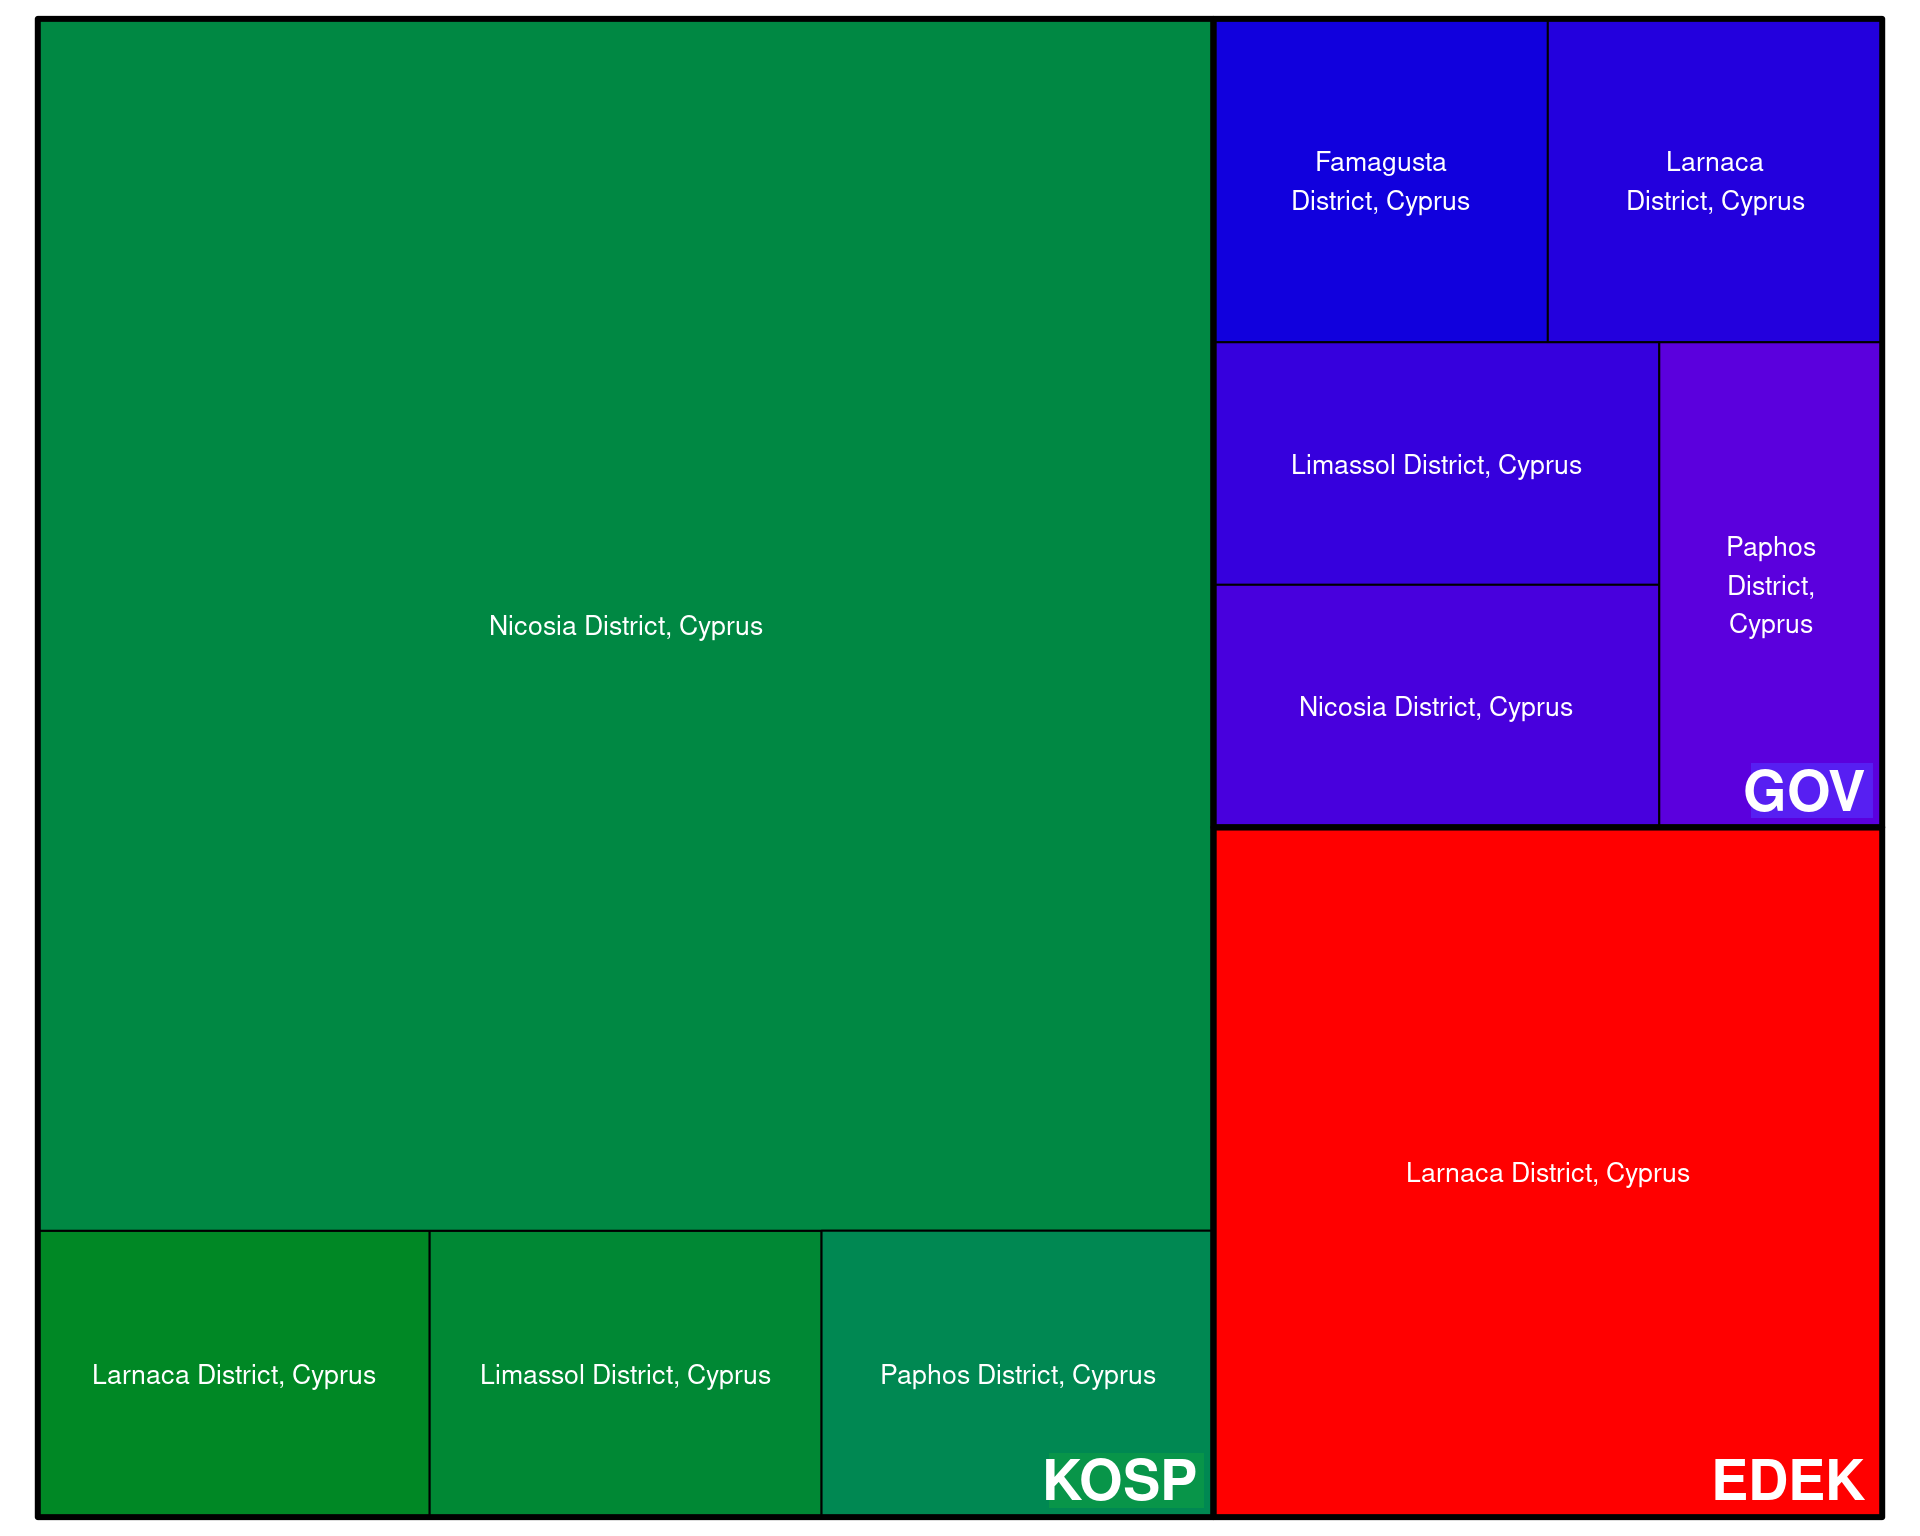 Nicosia District, Cyprus
Larnaca District, Cyprus
Limassol District, Cyprus
Paphos District, Cyprus
KOSP
Famagusta
District, Cyprus
Larnaca
District, Cyprus
Limassol District, Cyprus
Nicosia District, Cyprus
Paphos
District,
Cyprus
GOV
Larnaca District, Cyprus
EDEK